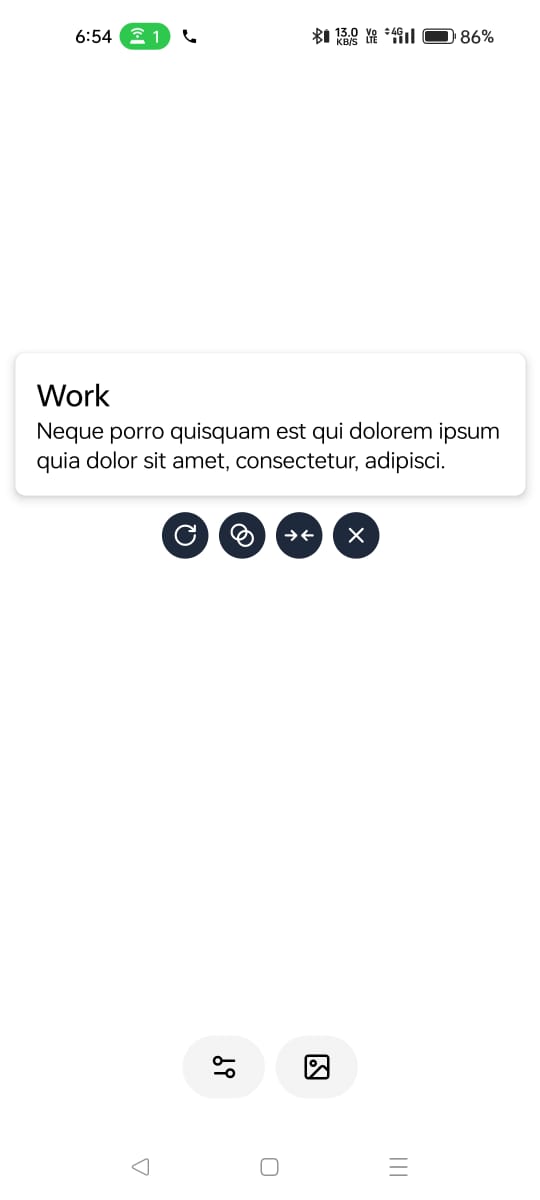 6:54 1 13.0 KB/S Vo LTE 4G 86%
Work
Neque porro quisquam est qui dolorem ipsum
quia dolor sit amet, consectetur, adipisci.